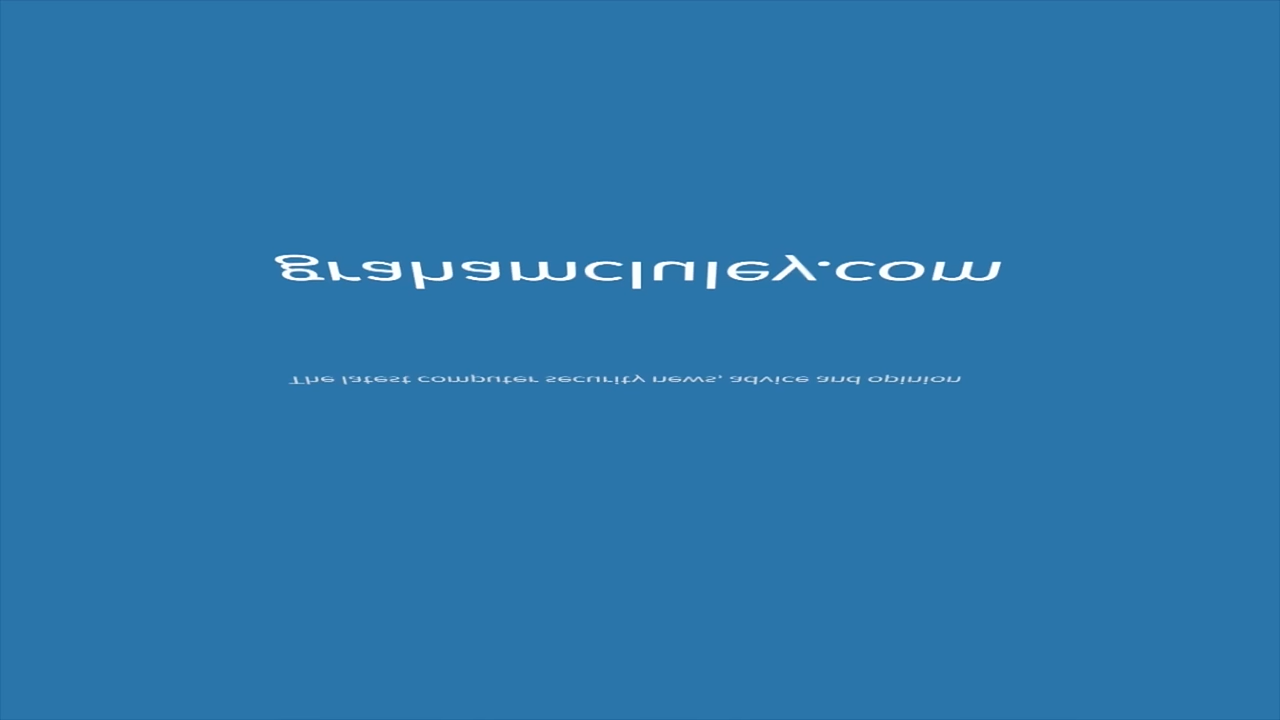 grahamcluley.com
The latest computer security news, advice and opinion